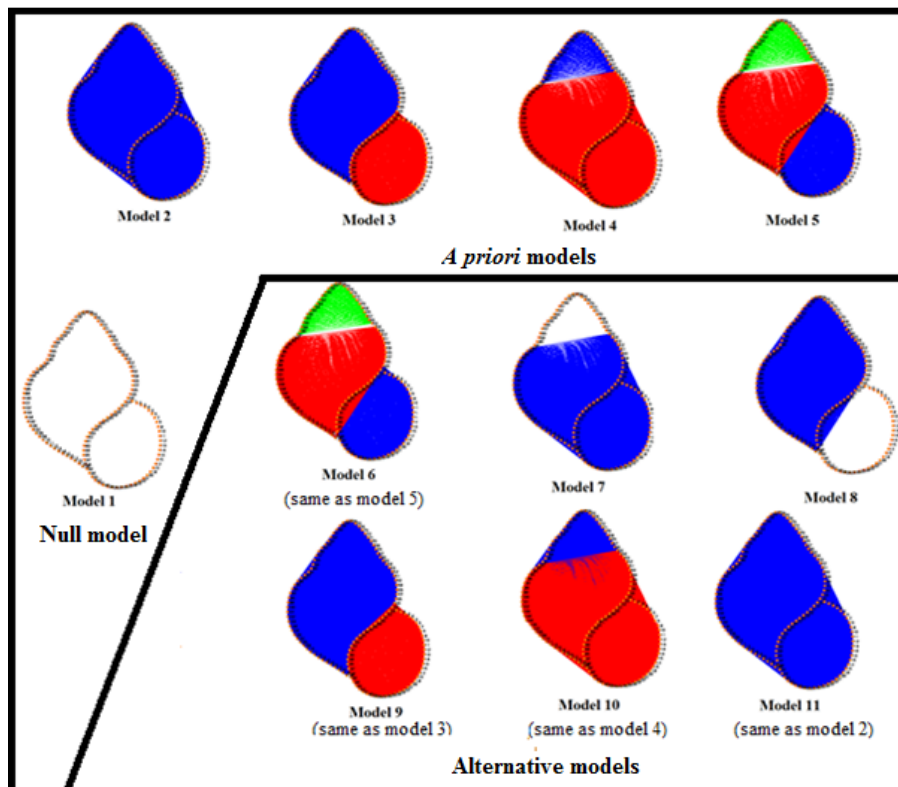 Model 2
Model 3
Model 4
Model 5
A priori models
Model 1
Null model
Model 6
(same as model 5)
Model 7
Model 8
Model 9
(same as model 3)
Model 10
(same as model 4)
Model 11
(same as model 2)
Alternative models